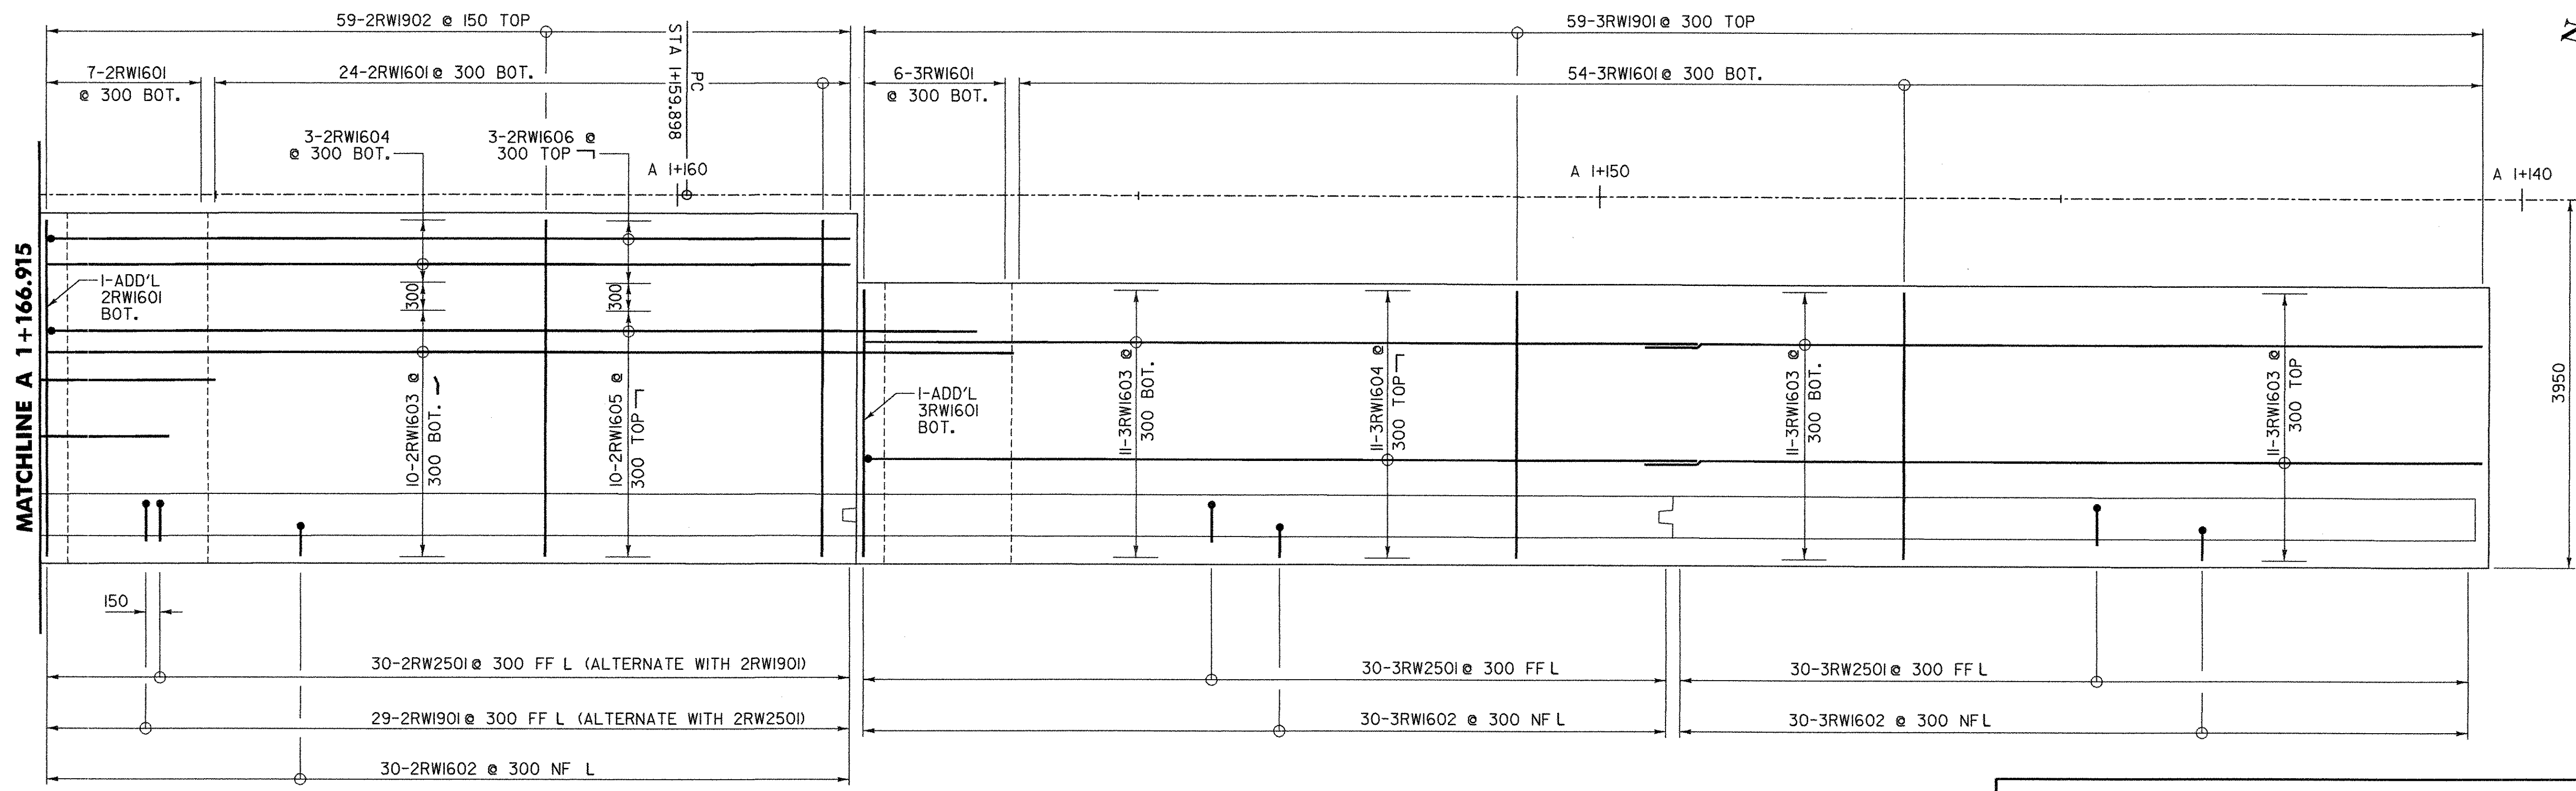 59-2RW1902 @ 150 TOP
59-3RW1901 @ 300 TOP
N
7-2RW1601
@ 300 BOT.
24-2RW1601 @ 300 BOT.
PC
STA 1+159.898
6-3RW1601
@ 300 BOT.
54-3RW1601 @ 300 BOT.
3-2RW1604
@ 300 BOT.
3-2RW1606 @
300 TOP
A 1+160
A 1+150
A 1+140
MATCHLINE A 1+166.915
1-ADD'L
2RW1601
BOT.
300
300
10-2RW1603 @
300 BOT.
10-2RW1605 @
300 TOP
1-ADD'L
3RW1601
BOT.
11-3RW1603 @
300 BOT.
11-3RW1604 @
300 TOP
11-3RW1603 @
300 BOT.
11-3RW1603 @
300 TOP
3950
150
30-2RW2501 @ 300 FF L (ALTERNATE WITH 2RW1901)
30-3RW2501 @ 300 FF L
30-3RW2501 @ 300 FF L
29-2RW1901 @ 300 FF L (ALTERNATE WITH 2RW2501)
30-3RW1602 @ 300 NF L
30-3RW1602 @ 300 NF L
30-2RW1602 @ 300 NF L